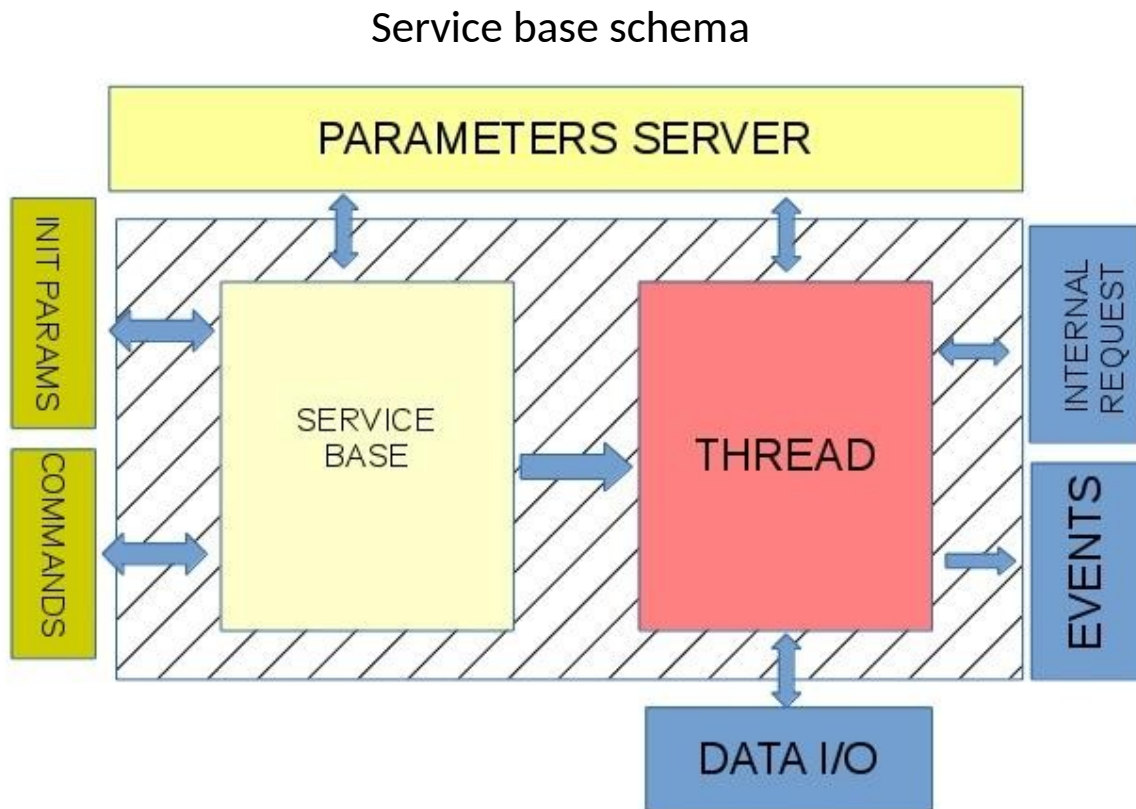 Service base schema
PARAMETERS SERVER
INIT PARAMS
COMMANDS
SERVICE
BASE
THREAD
INTERNAL
REQUEST
EVENTS
DATA I/O